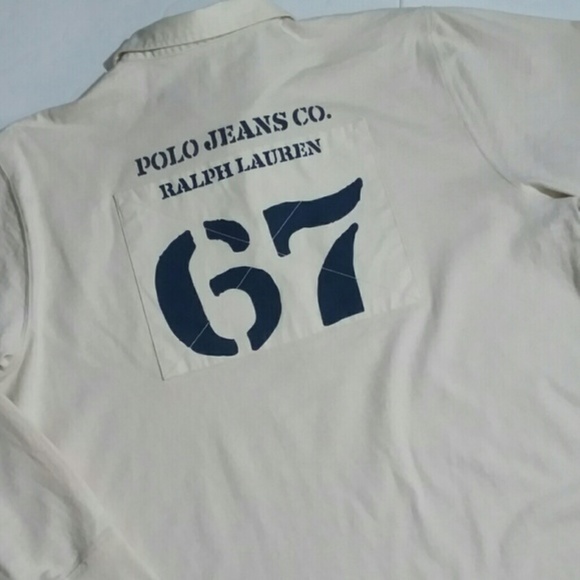 POLO JEANS CO.
RALPH LAUREN
67